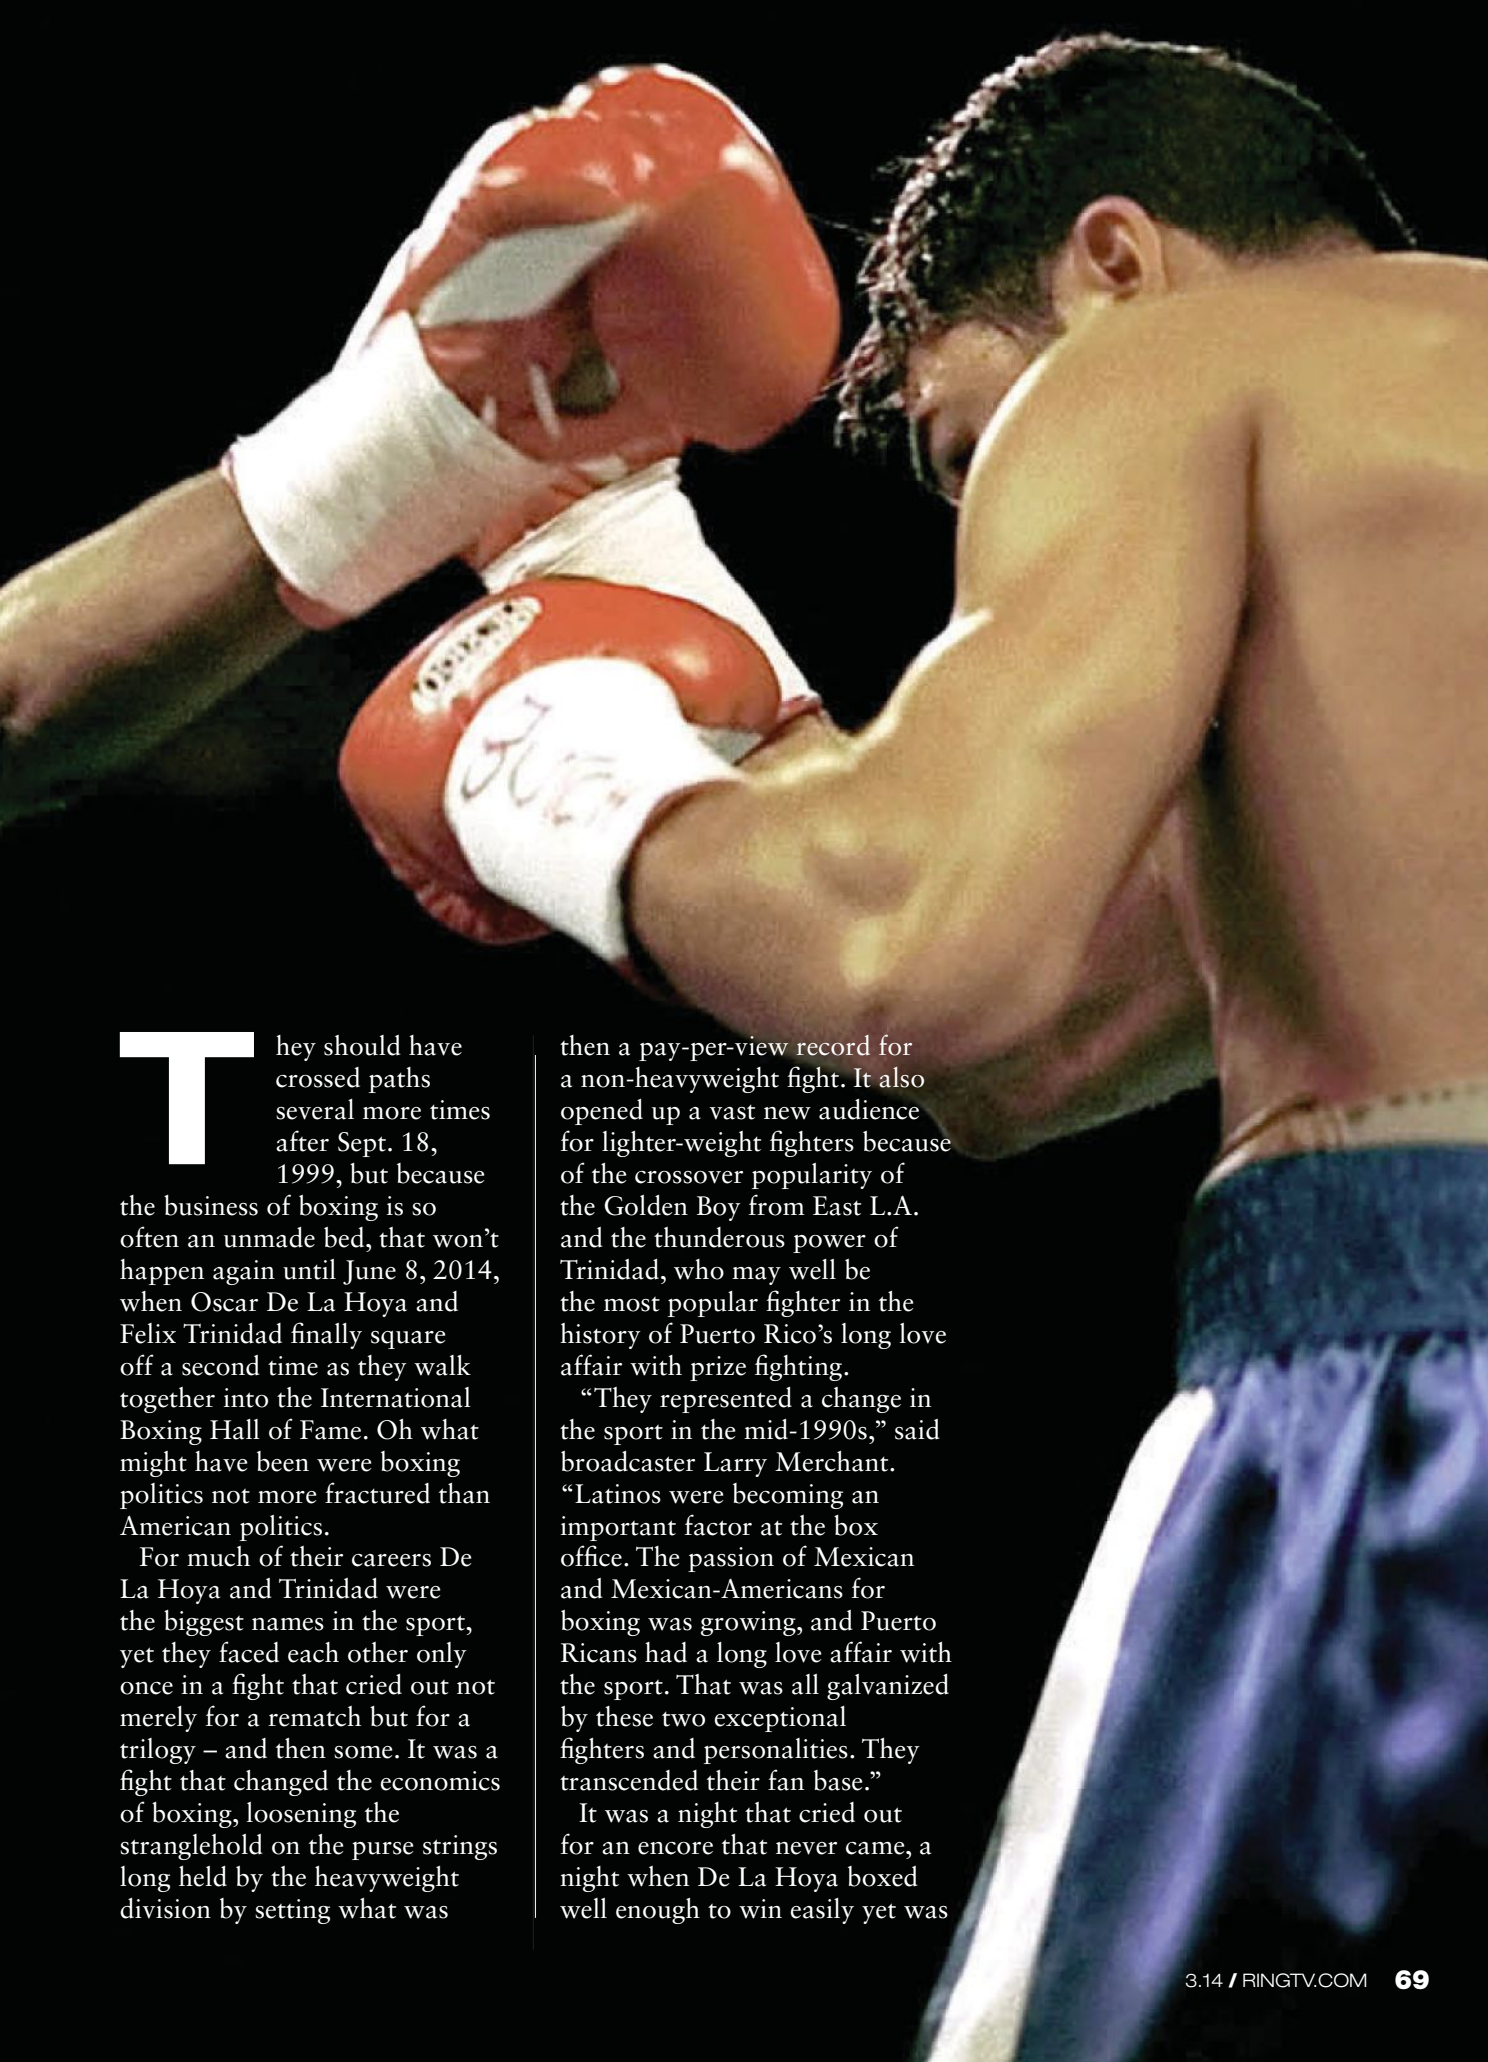 They should have
crossed paths
several more times
after Sept. 18,
1999, but because
the business of boxing is so
often an unmade bed, that won’t
happen again until June 8, 2014,
when Oscar De La Hoya and
Felix Trinidad finally square
off a second time as they walk
together into the International
Boxing Hall of Fame. Oh what
might have been were boxing
politics not more fractured than
American politics.
For much of their careers De
La Hoya and Trinidad were
the biggest names in the sport,
yet they faced each other only
once in a fight that cried out not
merely for a rematch but for a
trilogy – and then some. It was a
fight that changed the economics
of boxing, loosening the
stranglehold on the purse strings
long held by the heavyweight
division by setting what was
then a pay-per-view record for
a non-heavyweight fight. It also
opened up a vast new audience
for lighter-weight fighters because
of the crossover popularity of
the Golden Boy from East L.A.
and the thunderous power of
Trinidad, who may well be
the most popular fighter in the
history of Puerto Rico’s long love
affair with prize fighting.
“They represented a change in
the sport in the mid-1990s,” said
broadcaster Larry Merchant.
“Latinos were becoming an
important factor at the box
office. The passion of Mexican
and Mexican-Americans for
boxing was growing, and Puerto
Ricans had a long love affair with
the sport. That was all galvanized
by these two exceptional
fighters and personalities. They
transcended their fan base.”
It was a night that cried out
for an encore that never came, a
night when De La Hoya boxed
well enough to win easily yet was
3.14 / RINGTV.COM 69